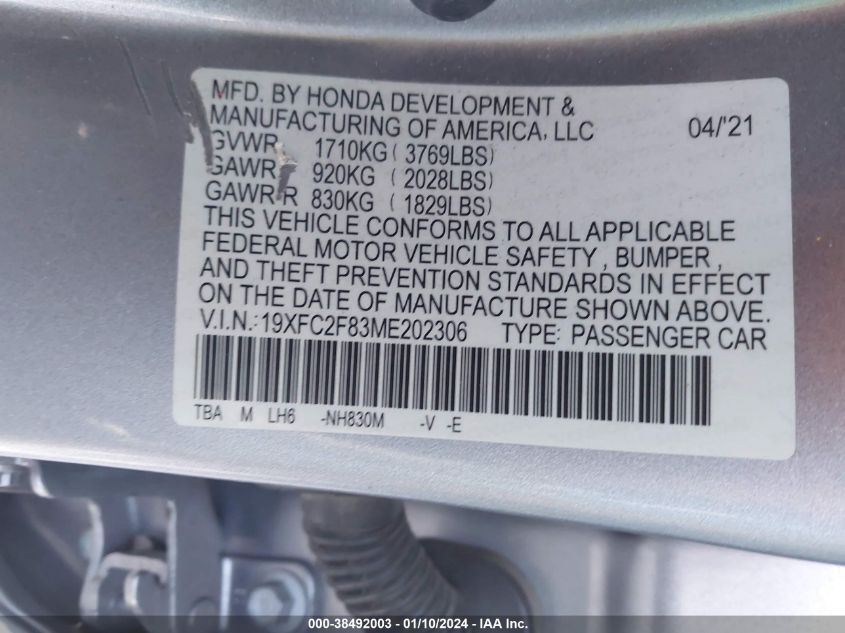 MFD. BY HONDA DEVELOPMENT &
MANUFACTURING OF AMERICA, LLC 04/'21
GVWR 1710KG ( 3769LBS)
GAWR 920KG ( 2028LBS)
GAWR R 830KG ( 1829LBS)
THIS VEHICLE CONFORMS TO ALL APPLICABLE
FEDERAL MOTOR VEHICLE SAFETY , BUMPER ,
AND THEFT PREVENTION STANDARDS IN EFFECT
ON THE DATE OF MANUFACTURE SHOWN ABOVE.
V.I.N.:19XFC2F83ME202306 TYPE: PASSENGER CAR
TBA M LH6 -NH830M -V -E
000-38492003 - 01/10/2024 - IAA Inc.